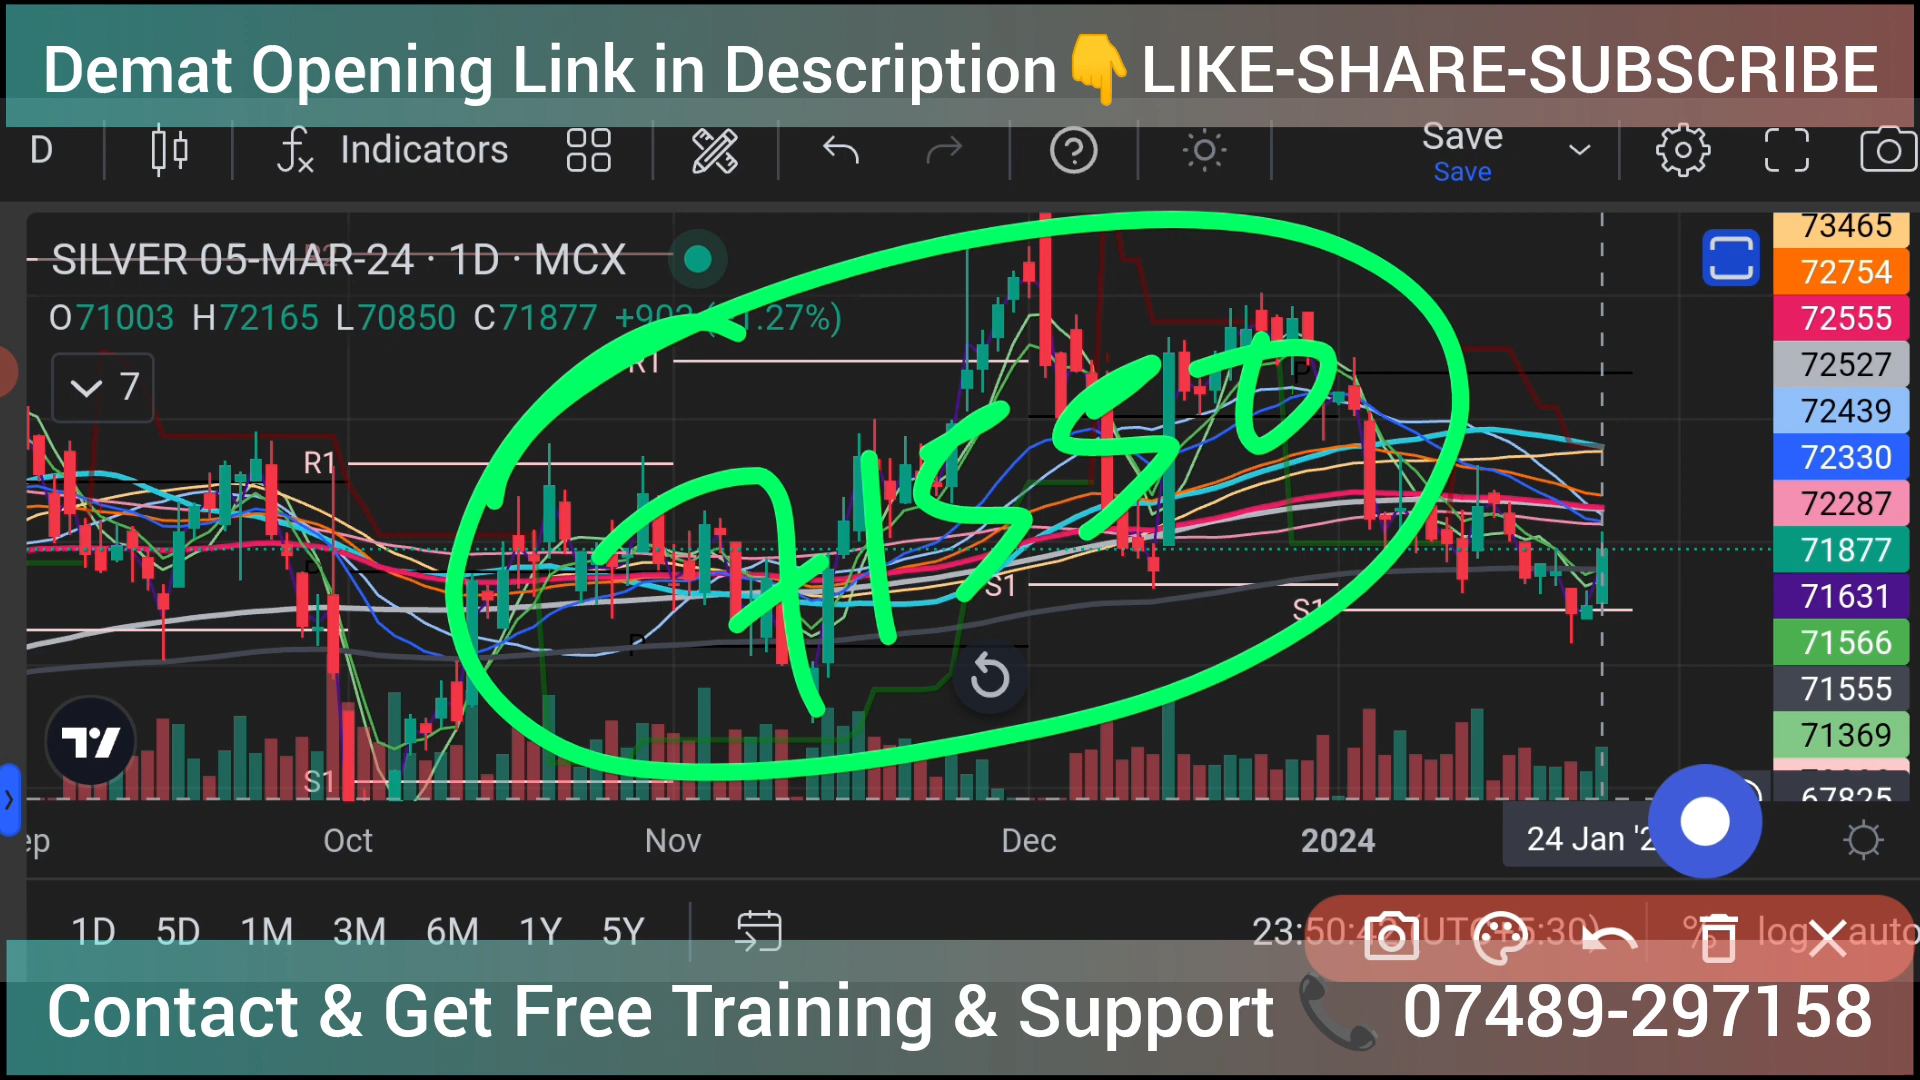 Demat Opening Link in Description👇LIKE-SHARE-SUBSCRIBE
D Indicators Save
Save
SILVER 05-MAR-24 · 1D · MCX
O71003 H72165 L70850 C71877
7
R1
R1
P
P
S1
S1
P
S1
71550
73465
72754
72555
72527
72439
72330
72287
71877
71631
71566
71555
71369
67825
Oct Nov Dec 2024 24 Jan
1D 5D 1M 3M 6M 1Y 5Y % log auto
Contact & Get Free Training & Support 📞 07489-297158